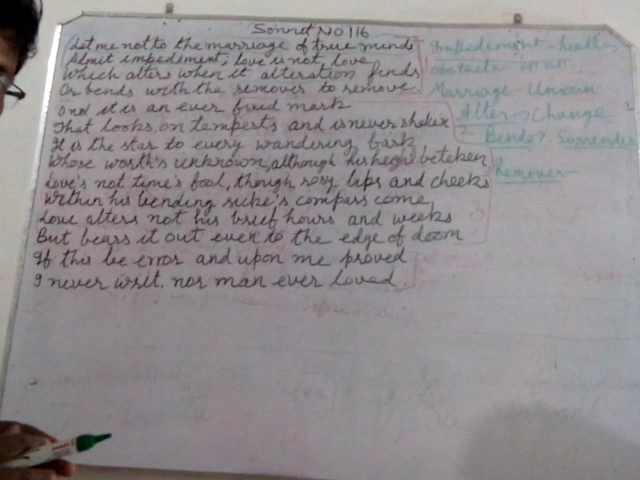 Sonnet No 116
Let me not to the marriage of true minds
Admit impediment, love is not, love
Which alters when it alteration finds
Or bends with the remover to remove.
O no it is an ever fixed mark
That looks on tempests and is never shaken
It is the star to every wandering bark
Whose worth's unknown, although his height be taken
Love's not time's fool, though rosy lips and cheeks
Within his bending sickle's compass come,
Love alters not his brief hours and weeks
But bears it out even to the edge of doom
If this be error and upon me proved
I never writ. nor man ever loved.
Impedement -
obstacle
Marriage - Unioun
Alter → Change
Bends → Surrender
Remover -